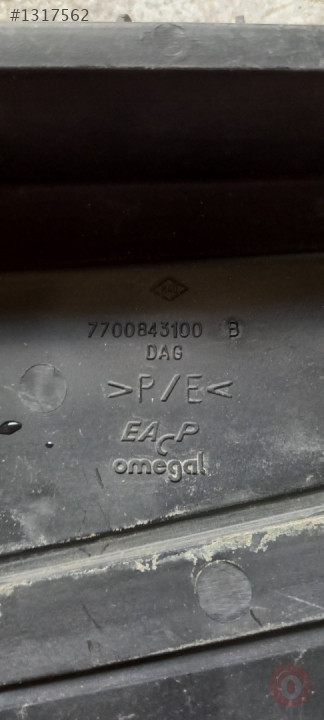 #1317562
7700843100 B
DAG
>P/E<
EACP
omegal